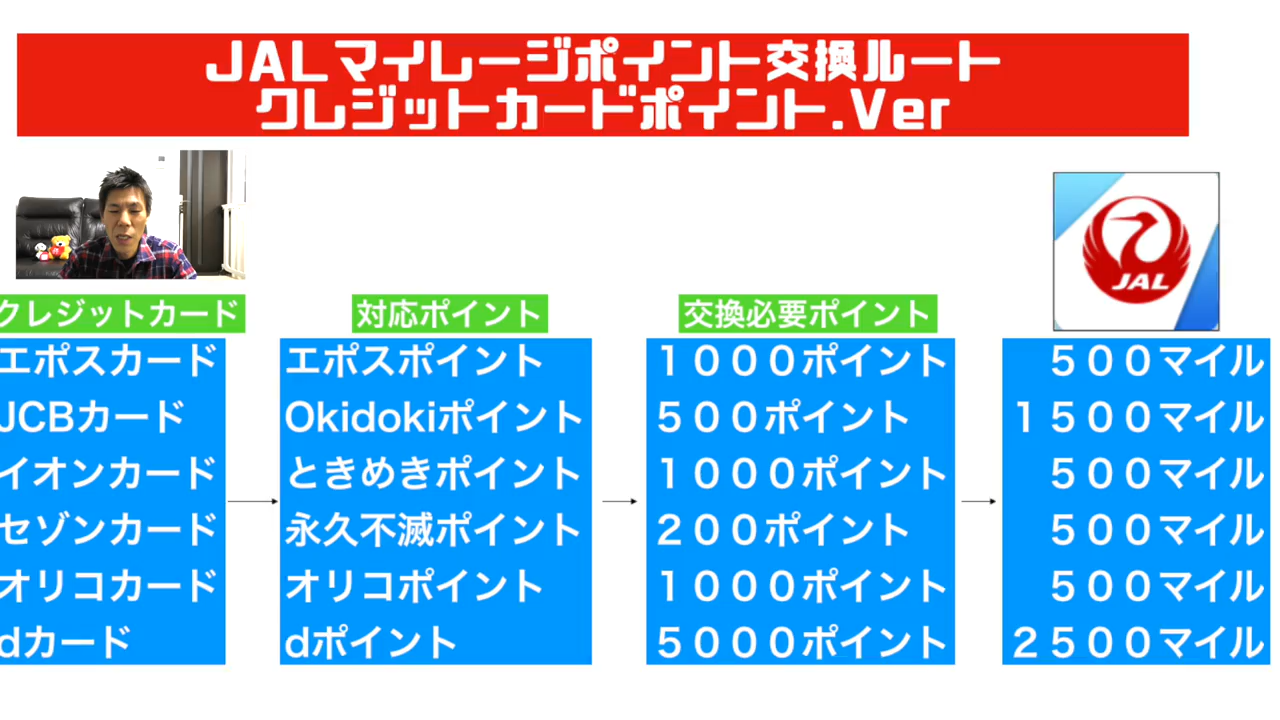 JALマイレージポイント交換ルート
クレジットカードポイント.Ver
JAL
クレジットカード 対応ポイント 交換必要ポイント
エポスカード エポスポイント 1000ポイント 500マイル
JCBカード Okidokiポイント 500ポイント 1500マイル
イオンカード ときめきポイント 1000ポイント 500マイル
セゾンカード 永久不滅ポイント 200ポイント 500マイル
オリコカード オリコポイント 1000ポイント 500マイル
dカード dポイント 5000ポイント 2500マイル